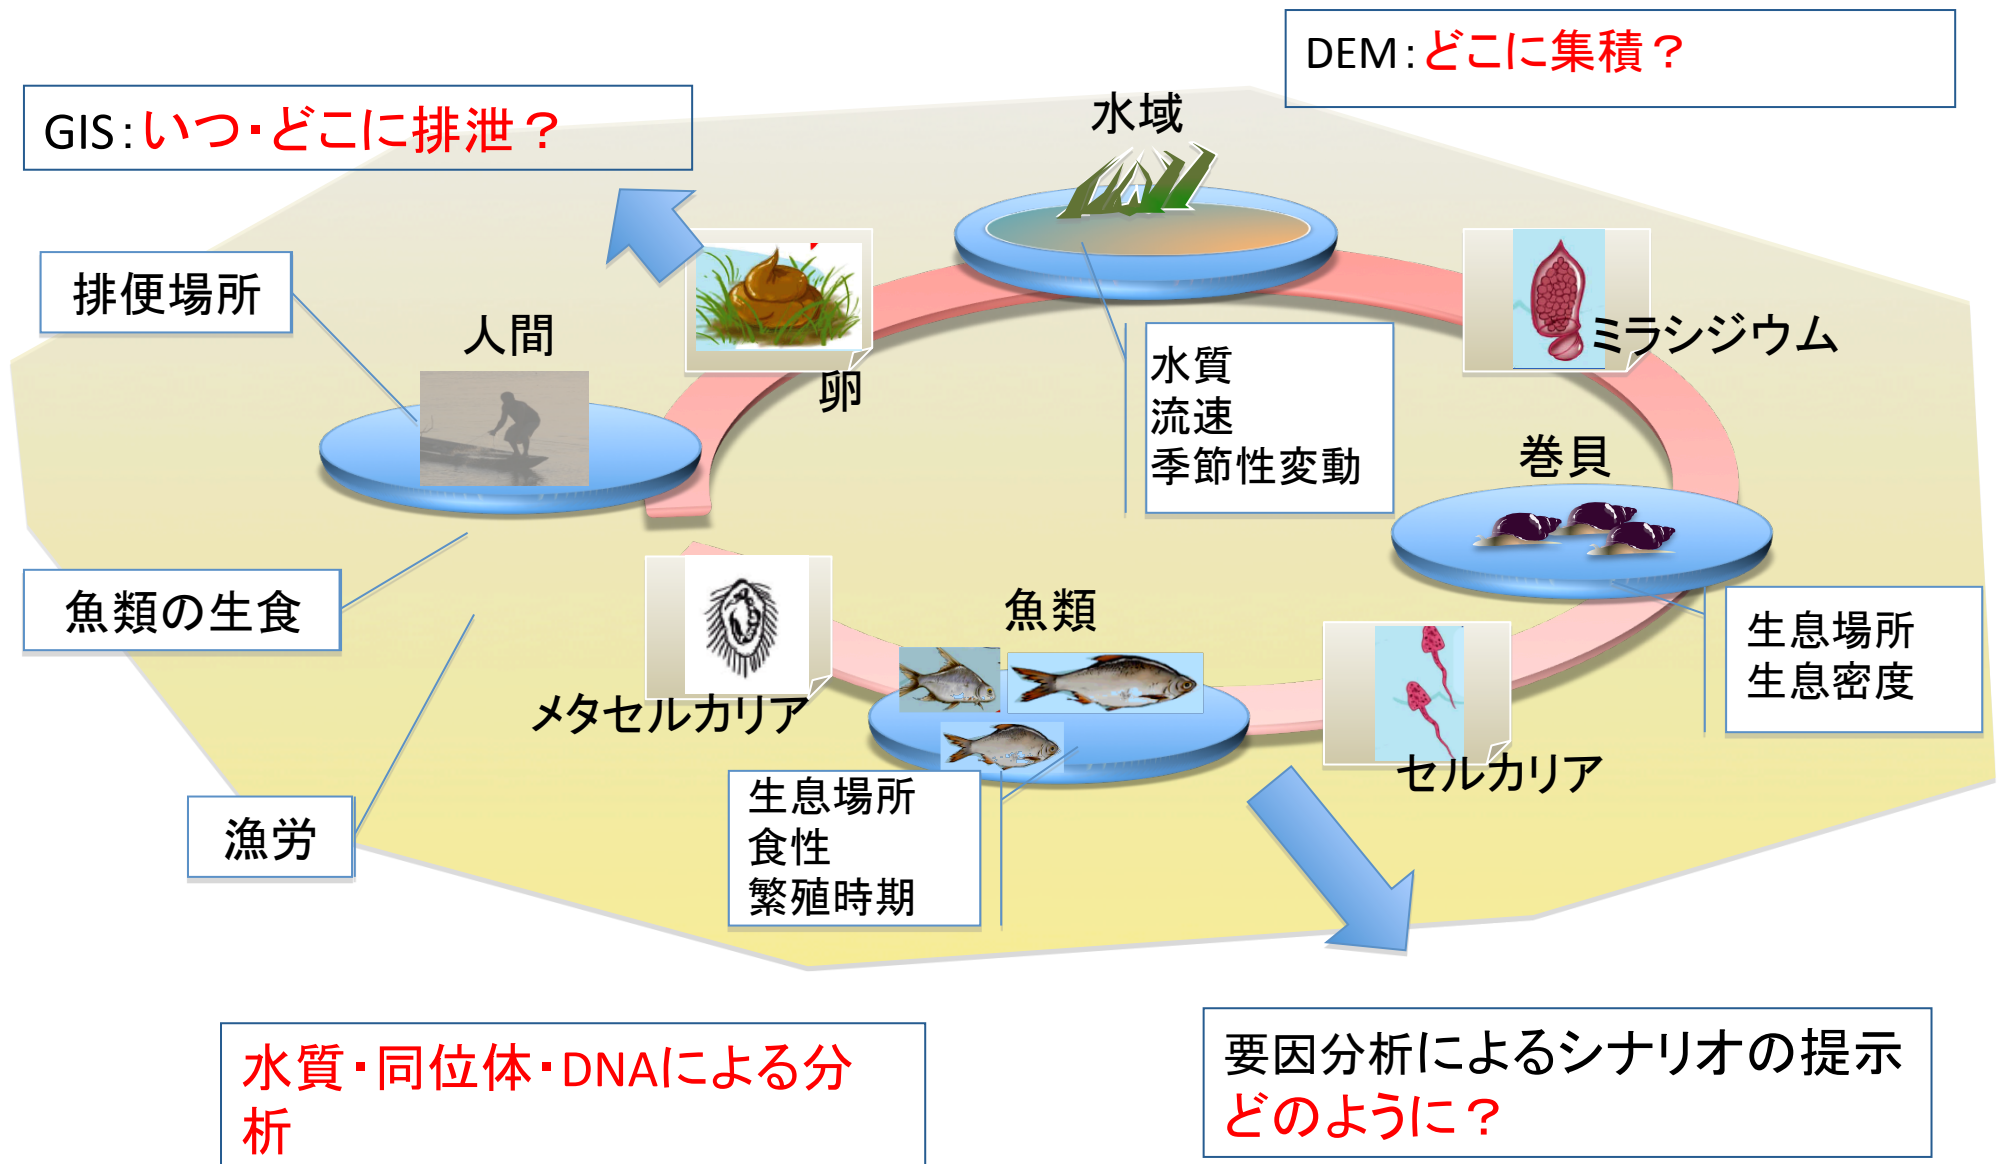 DEM:どこに集積？
GIS:いつ・どこに排泄？
水域
排便場所
人間
卵
ミラシジウム
水質
流速
季節性変動
巻貝
魚類の生食
魚類
生息場所
生息密度
メタセルカリア
セルカリア
漁労
生息場所
食性
繁殖時期
水質・同位体・DNAによる分
析
要因分析によるシナリオの提示
どのように？